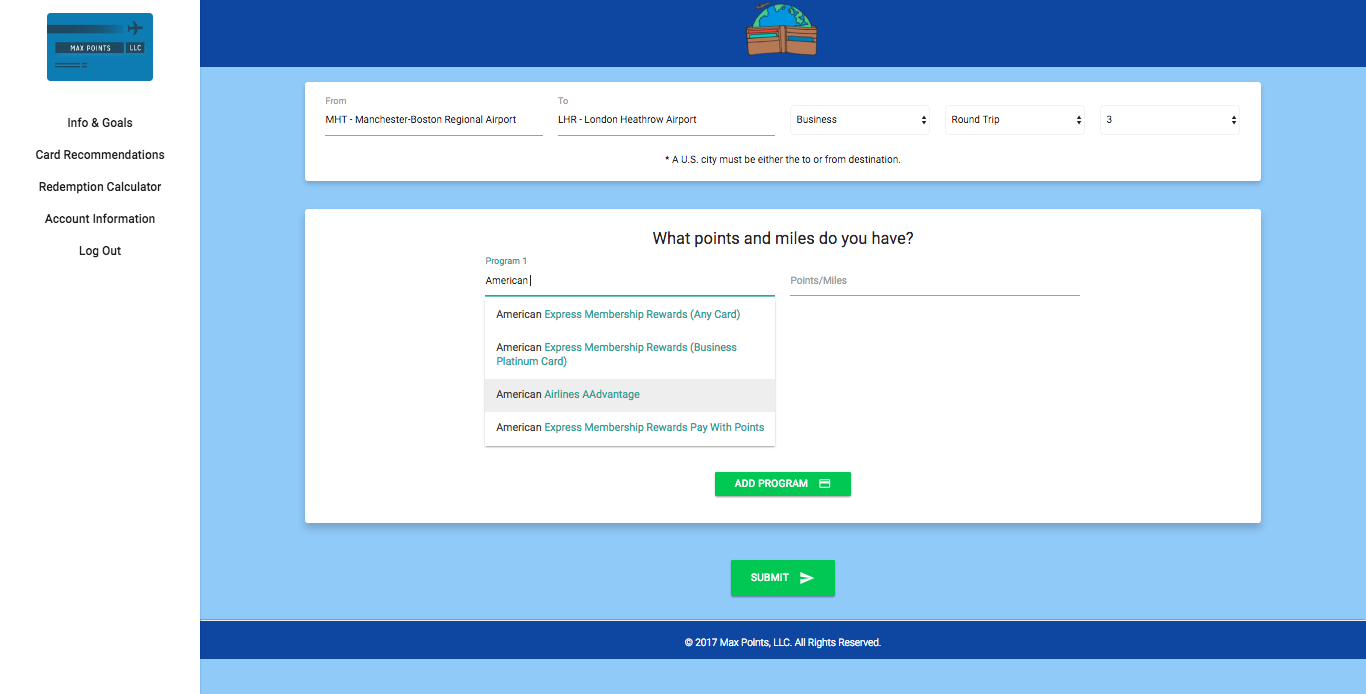 MAX POINTS LLC
Info & Goals
Card Recommendations
Redemption Calculator
Account Information
Log Out
From
MHT - Manchester-Boston Regional Airport
To
LHR - London Heathrow Airport
Business
Round Trip
3
* A U.S. city must be either the to or from destination.
What points and miles do you have?
Program 1
American
Points/Miles
American Express Membership Rewards (Any Card)
American Express Membership Rewards (Business
Platinum Card)
American Airlines AAdvantage
American Express Membership Rewards Pay With Points
ADD PROGRAM
SUBMIT
© 2017 Max Points, LLC. All Rights Reserved.